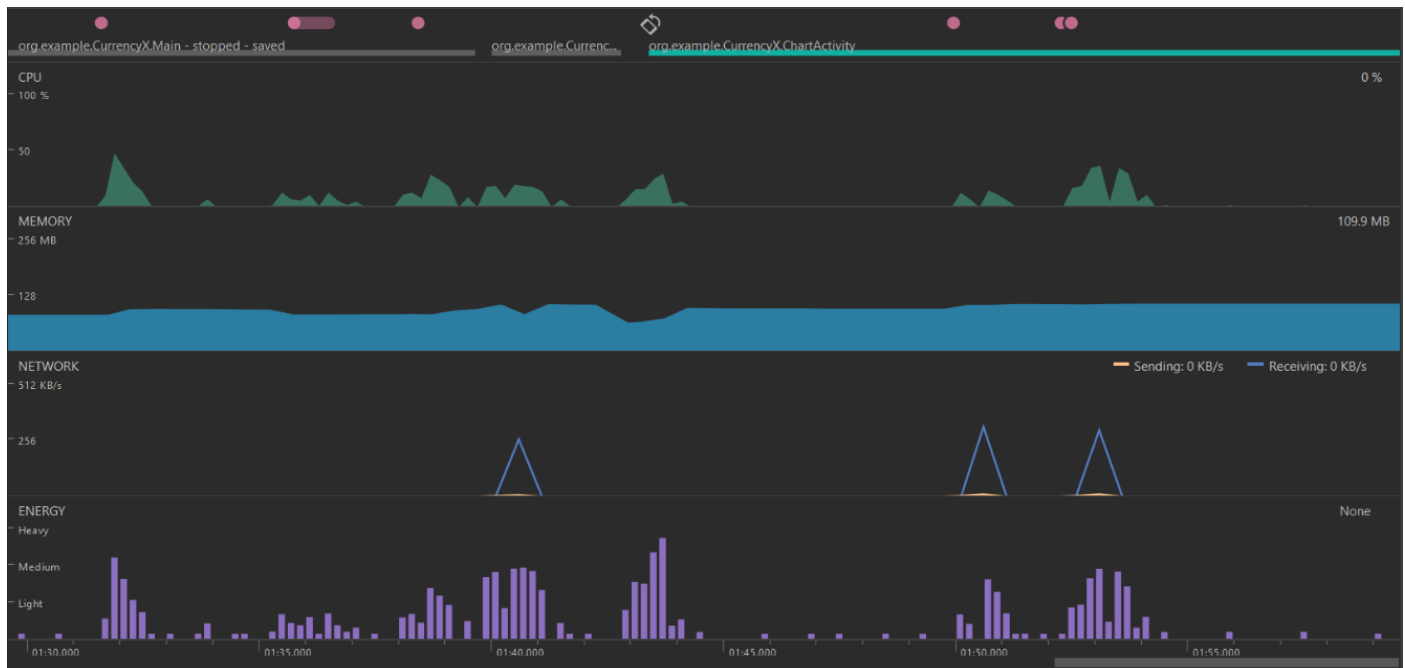 org.example.CurrencyX.Main - stopped - saved
org.example.Currenc...
org.example.CurrencyX.ChartActivity
CPU
0 %
100 %
50
MEMORY
109.9 MB
256 MB
128
NETWORK
Sending: 0 KB/s
Receiving: 0 KB/s
512 KB/s
256
ENERGY
None
Heavy
Medium
Light
01:30.000
01:35.000
01:40.000
01:45.000
01:50.000
01:55.000